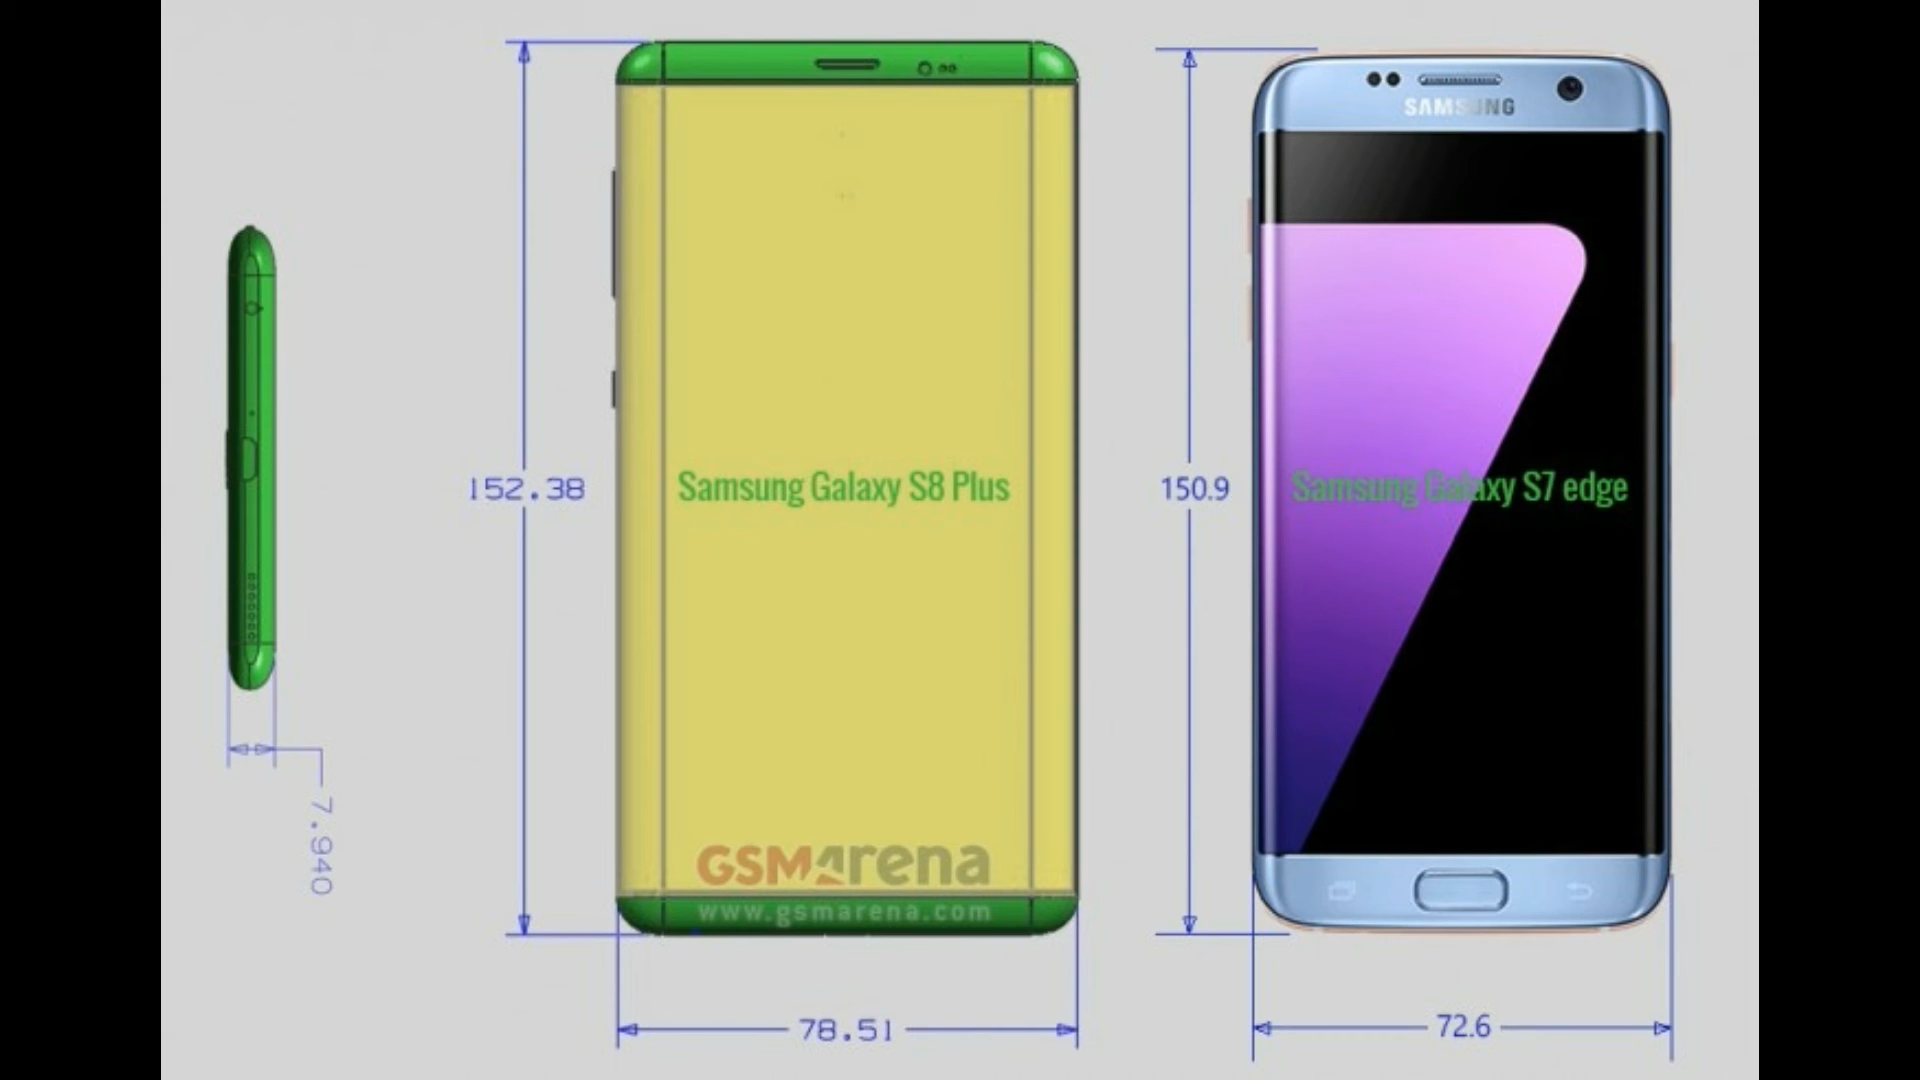 SAMSUNG
152.38
Samsung Galaxy S8 Plus
150.9
Samsung Galaxy S7 edge
7.940
GSMArena
www.gsmarena.com
78.51
72.6